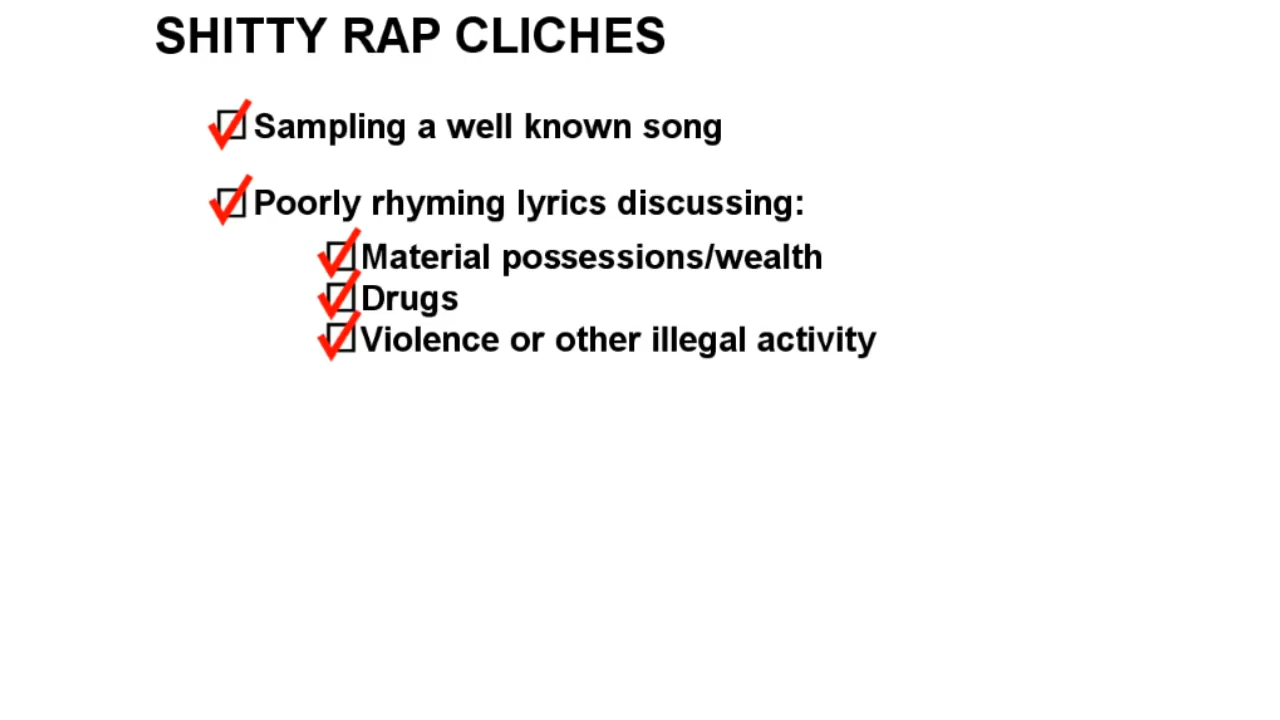 SHITTY RAP CLICHES
Sampling a well known song
Poorly rhyming lyrics discussing:
Material possessions/wealth
Drugs
Violence or other illegal activity